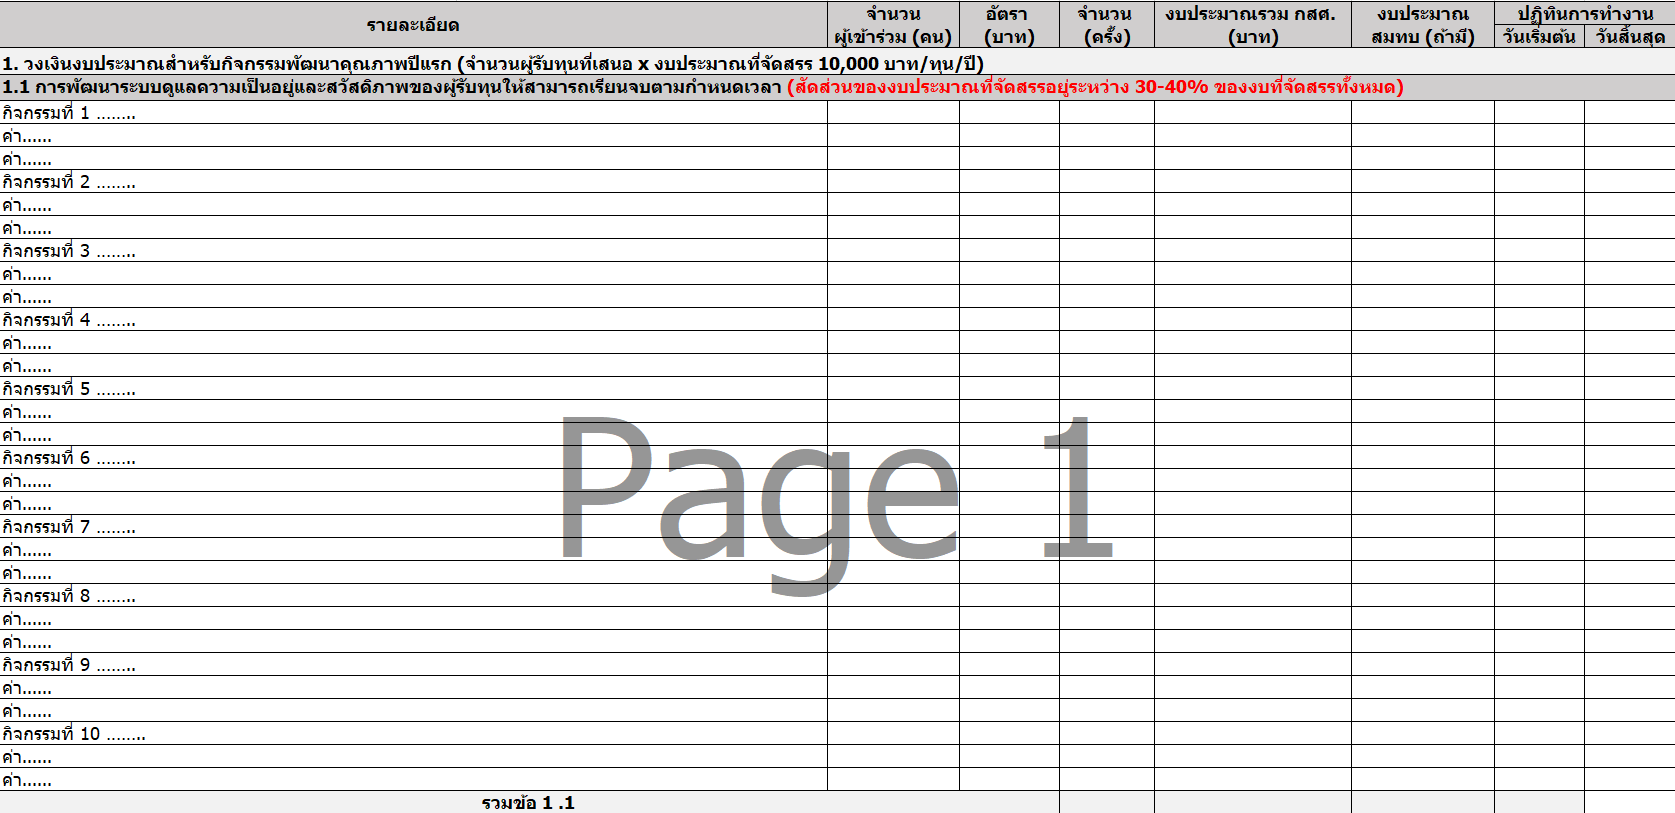 รายละเอียด
จำนวน
ผู้เข้าร่วม (คน)
อัตรา
(บาท)
จำนวน
(ครั้ง)
งบประมาณรวม กสศ.
(บาท)
งบประมาณ
สมทบ (ถ้ามี)
ปฏิทินการทำงาน
วันเริ่มต้น
วันสิ้นสุด
1. วงเงินงบประมาณสำหรับกิจกรรมพัฒนาคุณภาพปีแรก (จำนวนผู้รับทุนที่เสนอ x งบประมาณที่จัดสรร 10,000 บาท/ทุน/ปี)
1.1 การพัฒนาระบบดูแลความเป็นอยู่และสวัสดิภาพของผู้รับทุนให้สามารถเรียนจบตามกำหนดเวลา (สัดส่วนของงบประมาณที่จัดสรรอยู่ระหว่าง 30-40% ของงบที่จัดสรรทั้งหมด)
กิจกรรมที่ 1 ........
ค่า......
ค่า......
กิจกรรมที่ 2 ........
ค่า......
ค่า......
กิจกรรมที่ 3 ........
ค่า......
ค่า......
กิจกรรมที่ 4 ........
ค่า......
ค่า......
กิจกรรมที่ 5 ........
ค่า......
ค่า......
กิจกรรมที่ 6 ........
ค่า......
ค่า......
กิจกรรมที่ 7 ........
ค่า......
ค่า......
กิจกรรมที่ 8 ........
ค่า......
ค่า......
กิจกรรมที่ 9 ........
ค่า......
ค่า......
กิจกรรมที่ 10 ........
ค่า......
ค่า......
รวมข้อ 1 .1
Page 1